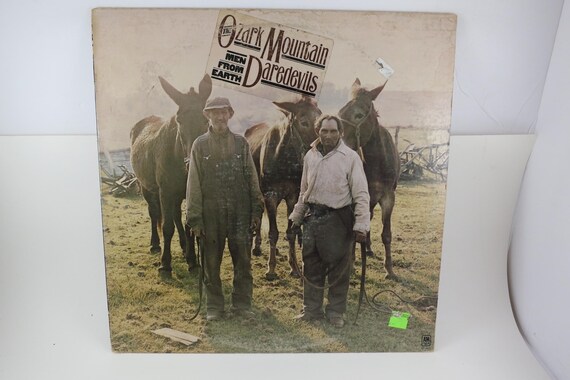 The Ozark Mountain
Daredevils
MEN
FROM
EARTH